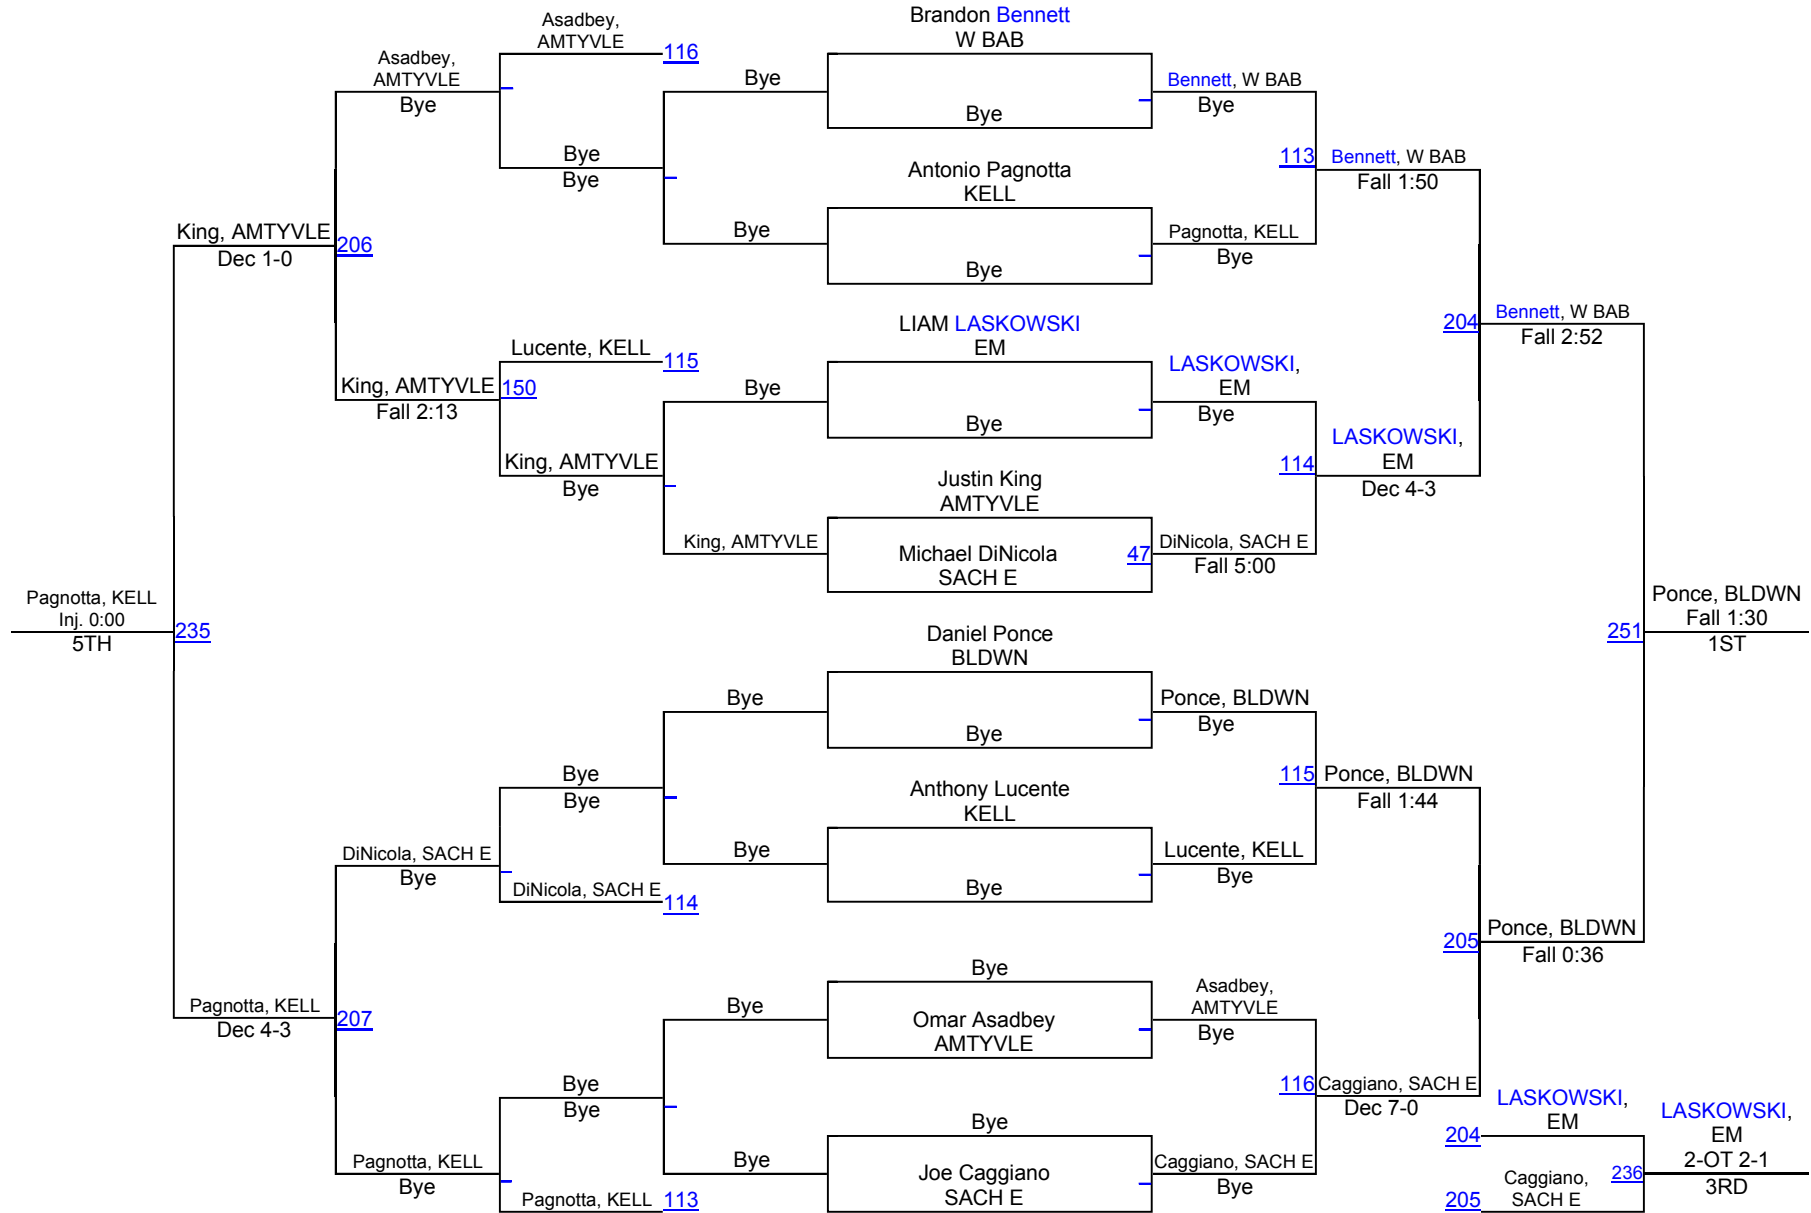 Brandon Bennett
W BAB
Asadbey,
AMTYVLE
116
Asadbey,
AMTYVLE
Bye
Bye
Bennett, W BAB
Bye
Bye
Bye
Bye
113
Bennett, W BAB
Fall 1:50
Antonio Pagnotta
KELL
Bye
Pagnotta, KELL
Bye
Bye
King, AMTYVLE
Dec 1-0
206
LIAM LASKOWSKI
EM
204
Bennett, W BAB
Fall 2:52
Lucente, KELL
115
LASKOWSKI,
EM
Bye
King, AMTYVLE
Fall 2:13
150
Bye
Bye
LASKOWSKI,
EM
Dec 4-3
King, AMTYVLE
Bye
114
Justin King
AMTYVLE
King, AMTYVLE
Michael DiNicola
SACH E
47
DiNicola, SACH E
Fall 5:00
Pagnotta, KELL
Inj. 0:00
5TH
235
251
Ponce, BLDWN
Fall 1:30
1ST
Daniel Ponce
BLDWN
Bye
Ponce, BLDWN
Bye
Bye
Bye
Bye
115
Ponce, BLDWN
Fall 1:44
Anthony Lucente
KELL
DiNicola, SACH E
Bye
Bye
Lucente, KELL
Bye
Bye
DiNicola, SACH E
114
205
Ponce, BLDWN
Fall 0:36
Bye
Pagnotta, KELL
Dec 4-3
207
Bye
Omar Asadbey
AMTYVLE
Asadbey,
AMTYVLE
Bye
Bye
Bye
116
Caggiano, SACH E
Dec 7-0
Bye
LASKOWSKI,
EM
204
LASKOWSKI,
EM
2-OT 2-1
3RD
Pagnotta, KELL
Bye
Bye
Joe Caggiano
SACH E
Caggiano, SACH E
Bye
236
Caggiano,
SACH E
205
Pagnotta, KELL
113